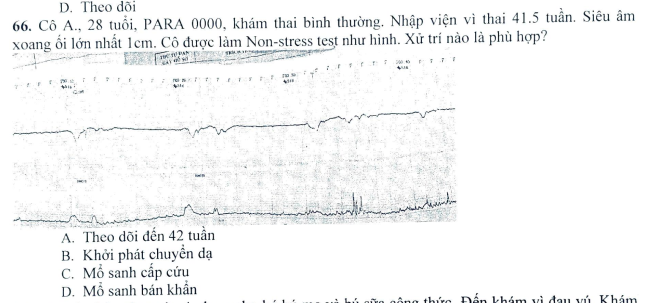 D. Theo dõi
66. Cô A., 28 tuổi, PARA 0000, khám thai bình thường. Nhập viện vì thai 41.5 tuần. Siêu âm
xoang ối lớn nhất 1cm. Cô được làm Non-stress test như hình. Xử trí nào là phù hợp?
A. Theo dõi đến 42 tuần
B. Khởi phát chuyển dạ
C. Mổ sanh cấp cứu
D. Mổ sanh bán khẩn
công thức. Đến khám vì đau vú. Khám